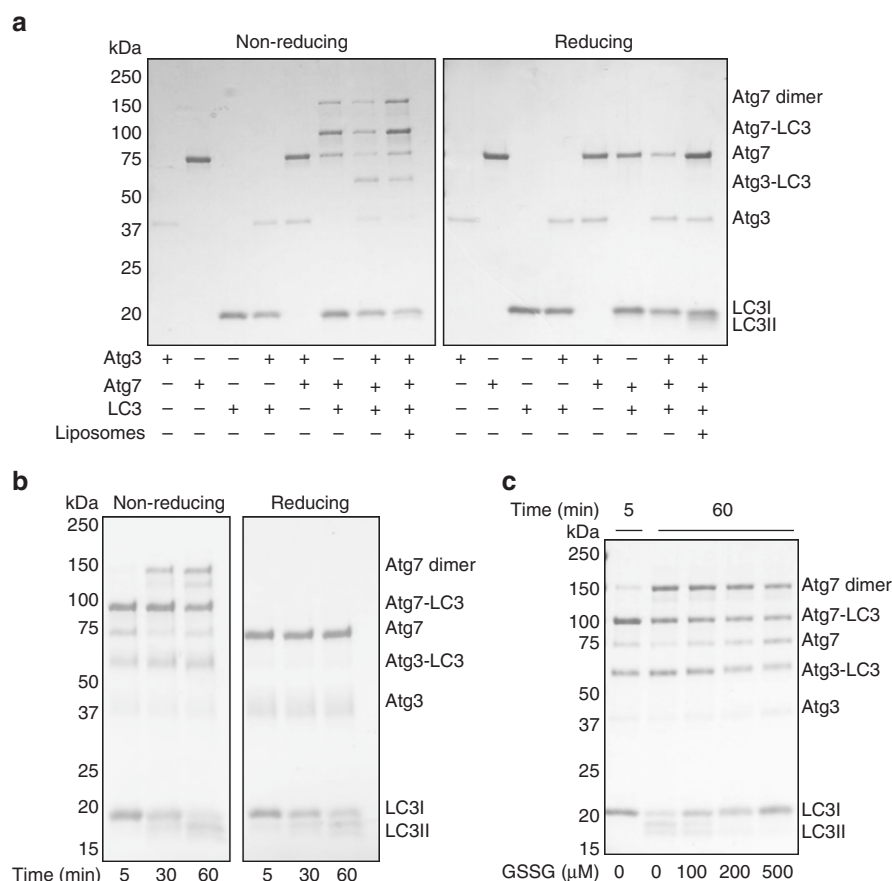 a
Non-reducing Reducing
kDa
250
150
100
75
50
37
25
20
Atg7 dimer
Atg7-LC3
Atg7
Atg3-LC3
Atg3
LC3I
LC3II
Atg3 + – – + + – + + + – – + + – + +
Atg7 – + – – + + + + – + – – + + + +
LC3 – – + + – + + + – – + + – + + +
Liposomes – – – – – – – + – – – – – – – +
b
Non-reducing Reducing
kDa
250
150
100
75
50
37
25
20
15
Atg7 dimer
Atg7-LC3
Atg7
Atg3-LC3
Atg3
LC3I
LC3II
Time (min) 5 30 60 5 30 60
c
Time (min) 5 60
kDa
250
150
100
75
50
37
25
20
15
Atg7 dimer
Atg7-LC3
Atg7
Atg3-LC3
Atg3
LC3I
LC3II
GSSG (μM) 0 0 100 200 500